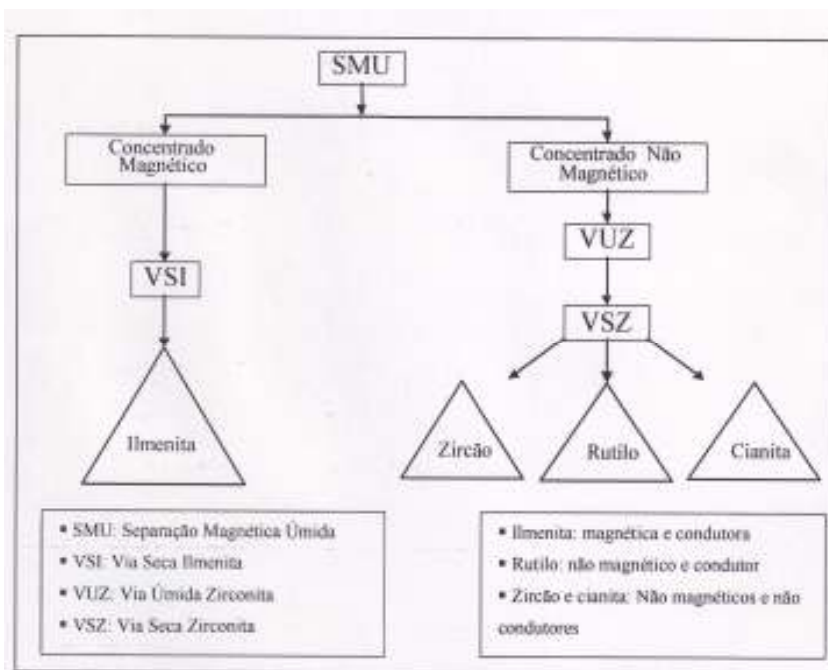 SMU
Concentrado
Magnético
Concentrado Não
Magnético
VUZ
VSI
VSZ
Ilmenita
Zircão
Rutilo
Cianita
▪ SMU: Separação Magnética Úmida
▪ VSI: Via Seca Ilmenita
▪ VUZ: Via Úmida Zirconita
▪ VSZ: Via Seca Zirconita
▪ Ilmenita: magnética e condutora
▪ Rutilo: não magnético e condutor
▪ Zircão e cianita: Não magnéticos e não
condutores